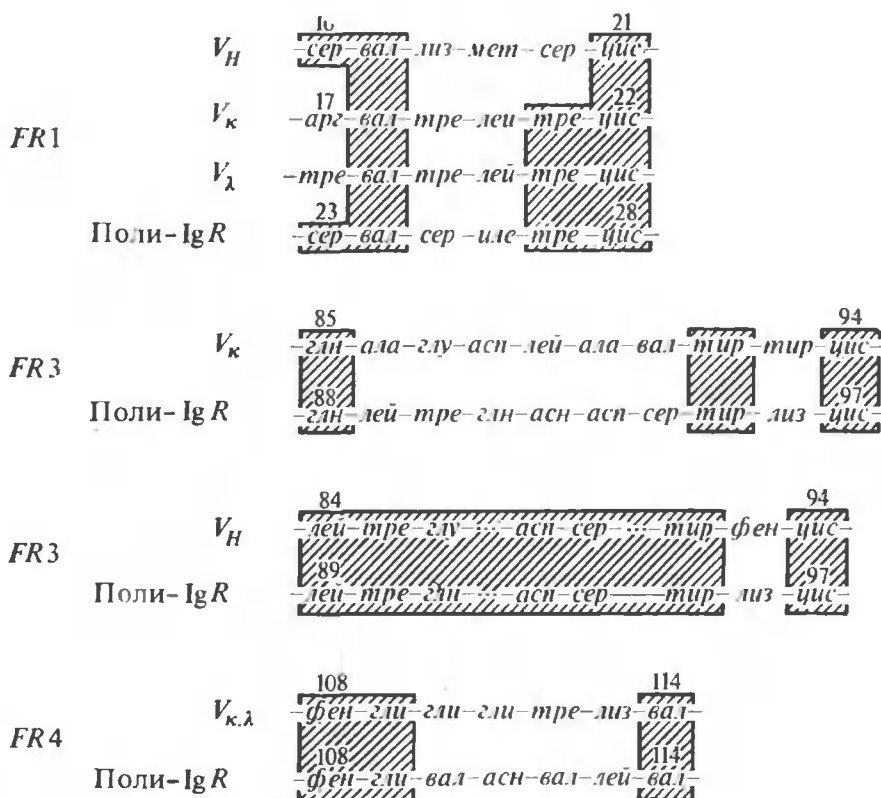 16 21
V_H -сер-вал-лиз-мет-сер-цис-
17 22
V_κ -арг-вал-тре-леи-тре-цис-
FR1
V_λ -тре-вал-тре-лей-тре-цис-
23 28
Поли-IgR -сер-вал-сер-иле-тре-цис-
85 94
V_κ -глн-ала-глу-асп-лей-ала-вал-тир-тир-цис-
FR3
88 97
Поли-IgR -глн-лей-тре-глн-асн-асп-сер-тир-лиз-цис-
84 94
V_H -лей-тре-глу-···-асп-сер-···-тир-фен-цис-
FR3
89 97
Поли-IgR -лей-тре-глн-···-асп-сер——тир-лиз-цис-
108 114
V_κ,λ -фен-гли-гли-гли-тре-лиз-вал-
FR4
108 114
Поли-IgR -фен-гли-вал-асн-вал-лей-вал-